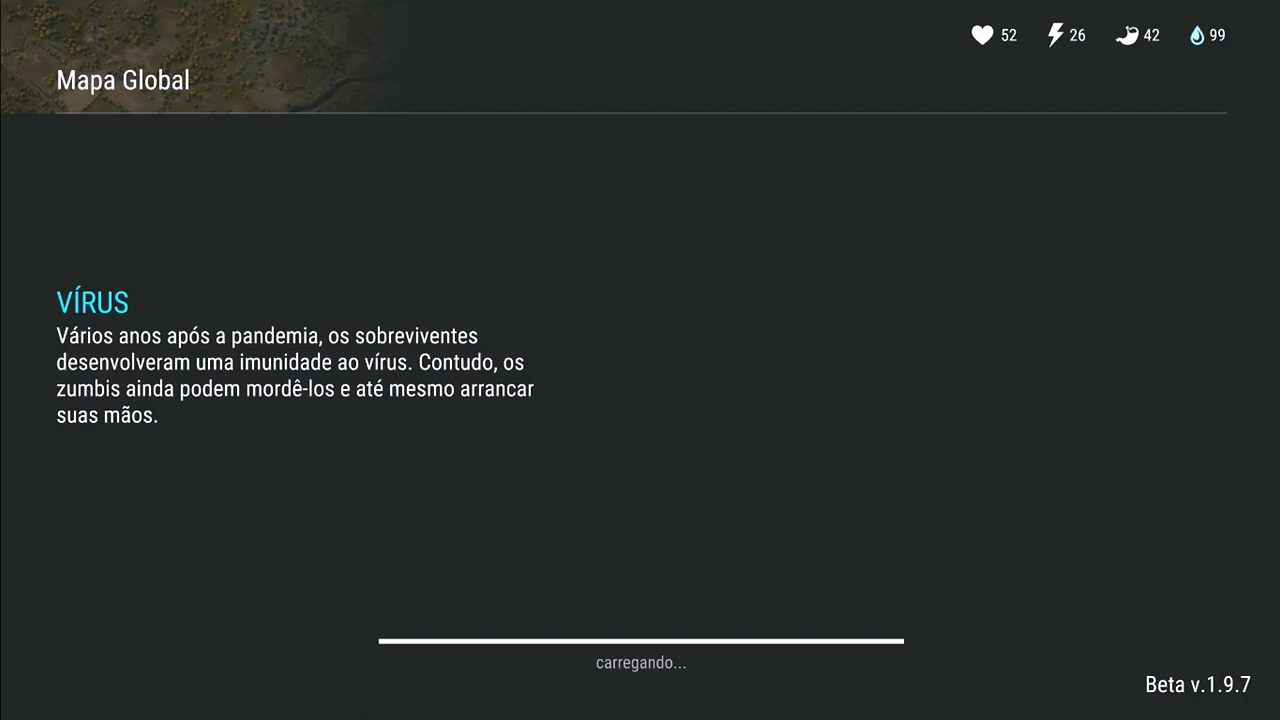 52 26 42 99
Mapa Global
VÍRUS
Vários anos após a pandemia, os sobreviventes
desenvolveram uma imunidade ao vírus. Contudo, os
zumbis ainda podem mordê-los e até mesmo arrancar
suas mãos.
carregando...
Beta v.1.9.7